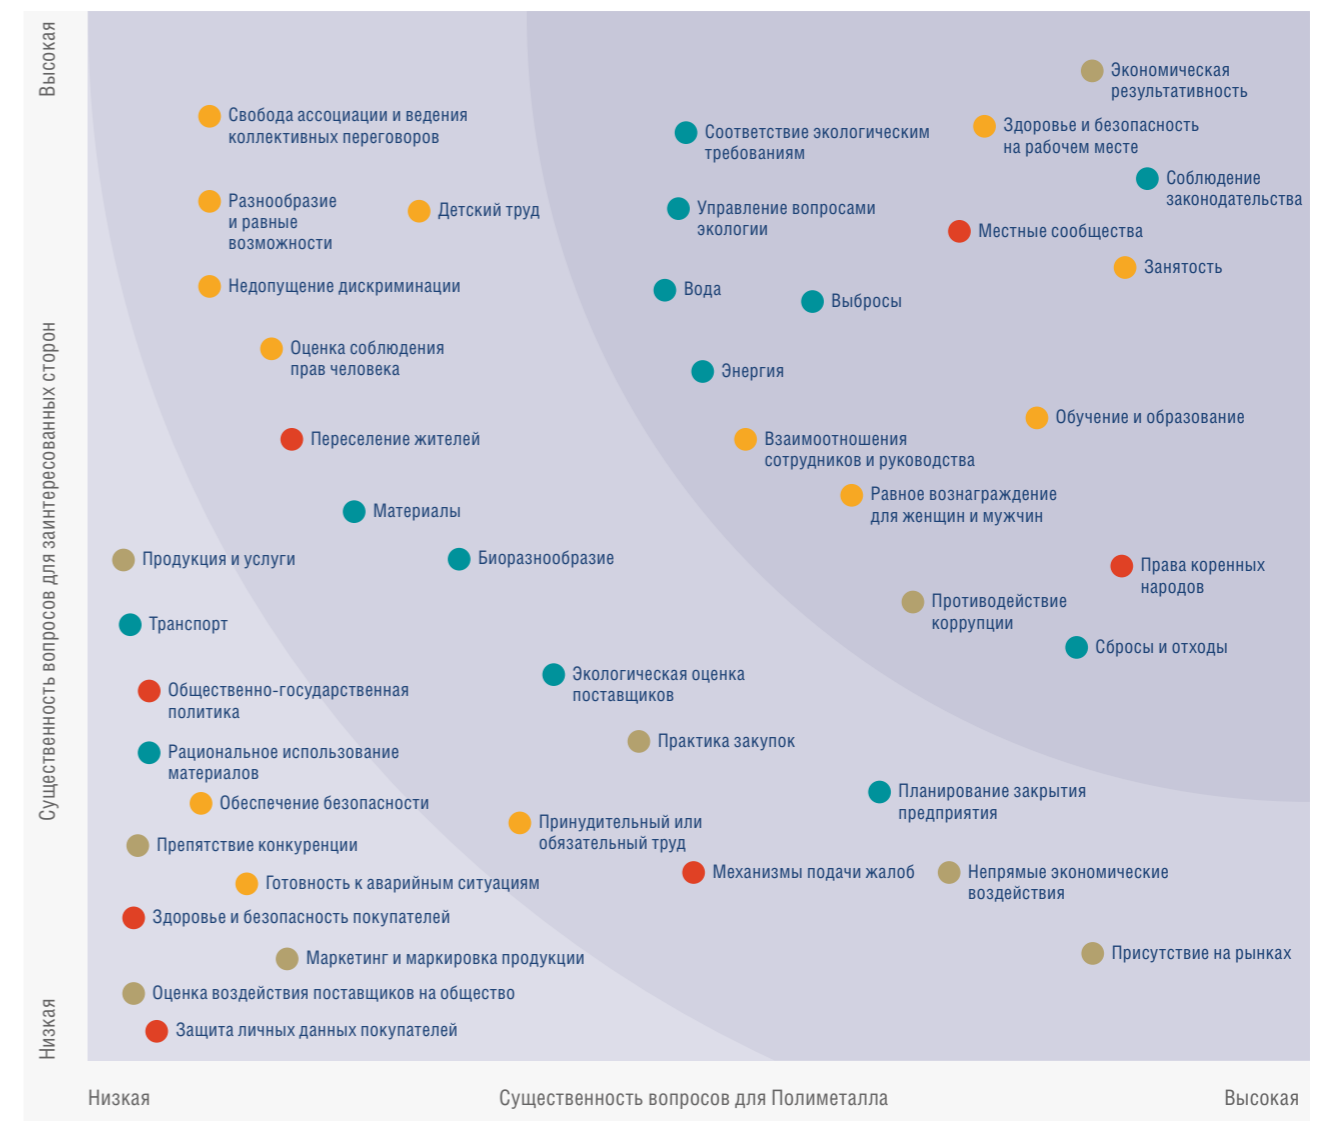 Высокая
Экономическая
результативность
Свобода ассоциации и ведения
коллективных переговоров
Соответствие экологическим
требованиям
Здоровье и безопасность
на рабочем месте
Соблюдение
законодательства
Разнообразие
и равные
возможности
Детский труд
Управление вопросами
экологии
Местные сообщества
Занятость
Недопущение дискриминации
Вода
Выбросы
Оценка соблюдения
прав человека
Энергия
Обучение и образование
Переселение жителей
Взаимоотношения
сотрудников и руководства
Равное вознаграждение
для женщин и мужчин
Материалы
Продукция и услуги
Биоразнообразие
Права коренных
народов
Противодействие
коррупции
Транспорт
Сбросы и отходы
Экологическая оценка
поставщиков
Общественно-государственная
политика
Практика закупок
Рациональное использование
материалов
Планирование закрытия
предприятия
Обеспечение безопасности
Принудительный или
обязательный труд
Препятствие конкуренции
Механизмы подачи жалоб
Непрямые экономические
воздействия
Готовность к аварийным ситуациям
Здоровье и безопасность покупателей
Присутствие на рынках
Маркетинг и маркировка продукции
Оценка воздействия поставщиков на общество
Защита личных данных покупателей
Существенность вопросов для заинтересованных сторон
Низкая
Низкая
Существенность вопросов для Полиметалла
Высокая